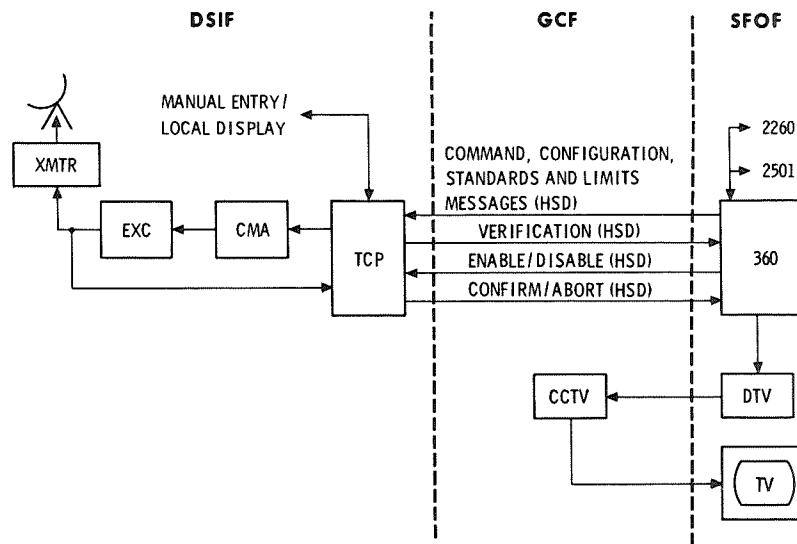 DSIF
GCF
SFOF
MANUAL ENTRY/
LOCAL DISPLAY
2260
2501
XMTR
COMMAND, CONFIGURATION,
STANDARDS AND LIMITS
MESSAGES (HSD)
EXC
CMA
TCP
VERIFICATION (HSD)
360
ENABLE/DISABLE (HSD)
CONFIRM/ABORT (HSD)
CCTV
DTV
TV